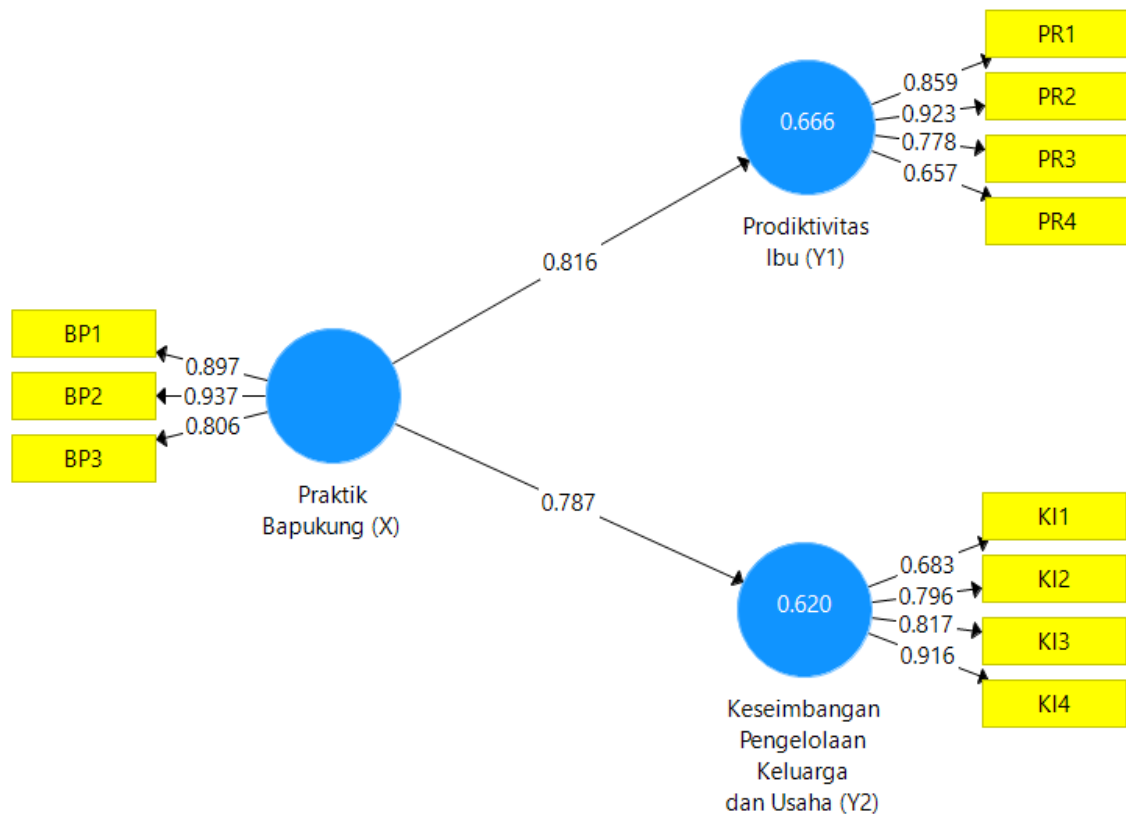 PR1
0.859
PR2
0.923
0.666
0.778
PR3
0.657
PR4
Prodiktivitas
Ibu (Y1)
0.816
BP1
0.897
BP2
0.937
0.806
BP3
Praktik
Bapukung (X)
0.787
KI1
0.683
KI2
0.796
0.620
0.817
KI3
0.916
KI4
Keseimbangan
Pengelolaan
Keluarga
dan Usaha (Y2)